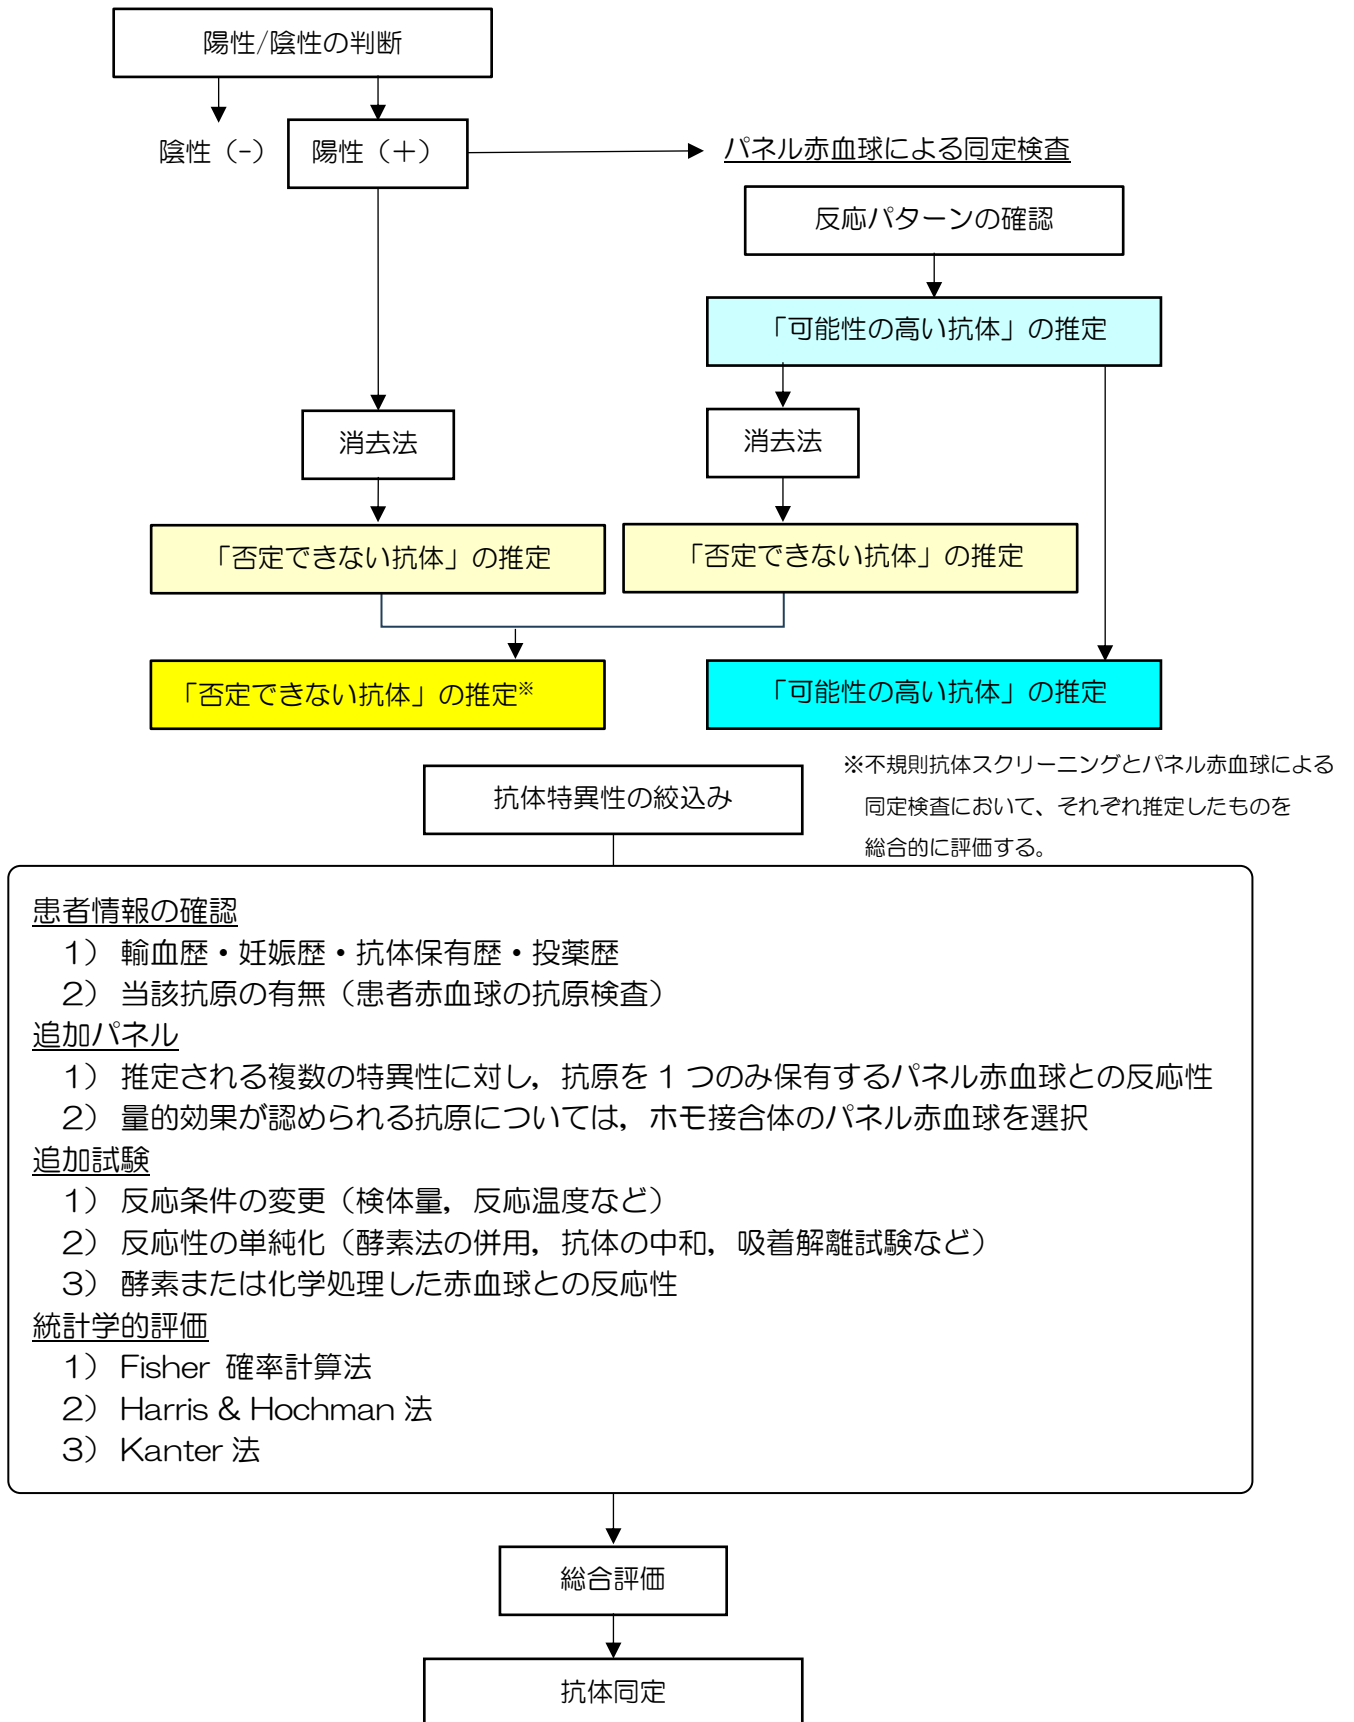 陽性/陰性の判断
陰性（-）
陽性（＋）
パネル赤血球による同定検査
反応パターンの確認
「可能性の高い抗体」の推定
消去法
消去法
「否定できない抗体」の推定
「否定できない抗体」の推定
「否定できない抗体」の推定※
「可能性の高い抗体」の推定
※不規則抗体スクリーニングとパネル赤血球による
同定検査において、それぞれ推定したものを
総合的に評価する。
抗体特異性の絞込み
患者情報の確認
１） 輸血歴・妊娠歴・抗体保有歴・投薬歴
２） 当該抗原の有無（患者赤血球の抗原検査）
追加パネル
１） 推定される複数の特異性に対し，抗原を 1 つのみ保有するパネル赤血球との反応性
２） 量的効果が認められる抗原については，ホモ接合体のパネル赤血球を選択
追加試験
１） 反応条件の変更（検体量，反応温度など）
２） 反応性の単純化（酵素法の併用，抗体の中和，吸着解離試験など）
３） 酵素または化学処理した赤血球との反応性
統計学的評価
１） Fisher 確率計算法
２） Harris & Hochman 法
３） Kanter 法
総合評価
抗体同定